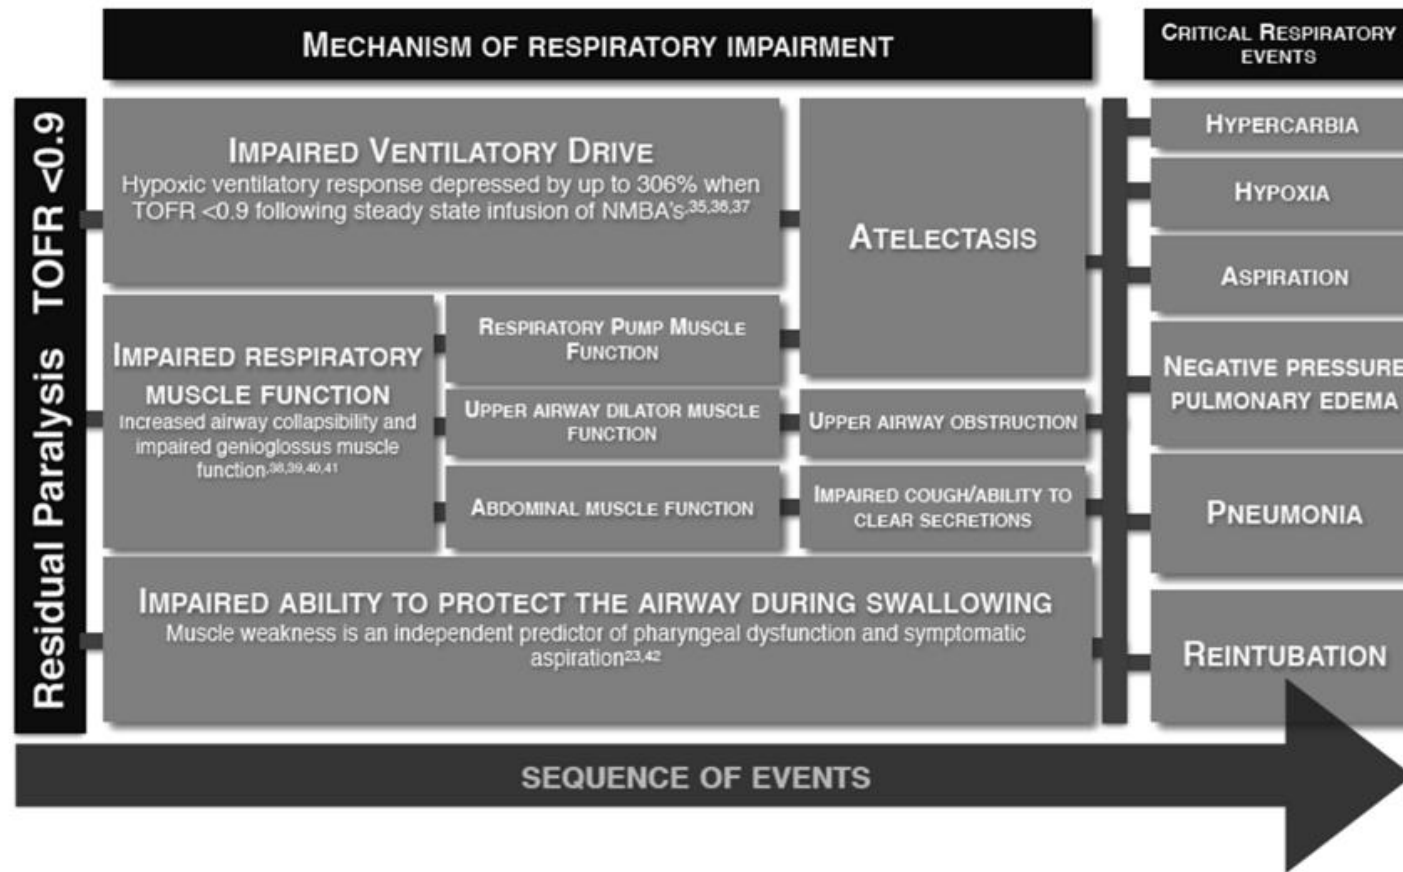 MECHANISM OF RESPIRATORY IMPAIRMENT
CRITICAL RESPIRATORY
EVENTS
Residual Paralysis TOFR <0.9
IMPAIRED VENTILATORY DRIVE
Hypoxic ventilatory response depressed by up to 306% when
TOFR <0.9 following steady state infusion of NMBA's.35,36,37
ATELECTASIS
IMPAIRED RESPIRATORY
MUSCLE FUNCTION
Increased airway collapsibility and
impaired genioglossus muscle
function.38,39,40,41
RESPIRATORY PUMP MUSCLE
FUNCTION
UPPER AIRWAY DILATOR MUSCLE
FUNCTION
UPPER AIRWAY OBSTRUCTION
ABDOMINAL MUSCLE FUNCTION
IMPAIRED COUGH/ABILITY TO
CLEAR SECRETIONS
IMPAIRED ABILITY TO PROTECT THE AIRWAY DURING SWALLOWING
Muscle weakness is an independent predictor of pharyngeal dysfunction and symptomatic
aspiration23,42
HYPERCARBIA
HYPOXIA
ASPIRATION
NEGATIVE PRESSURE
PULMONARY EDEMA
PNEUMONIA
REINTUBATION
SEQUENCE OF EVENTS